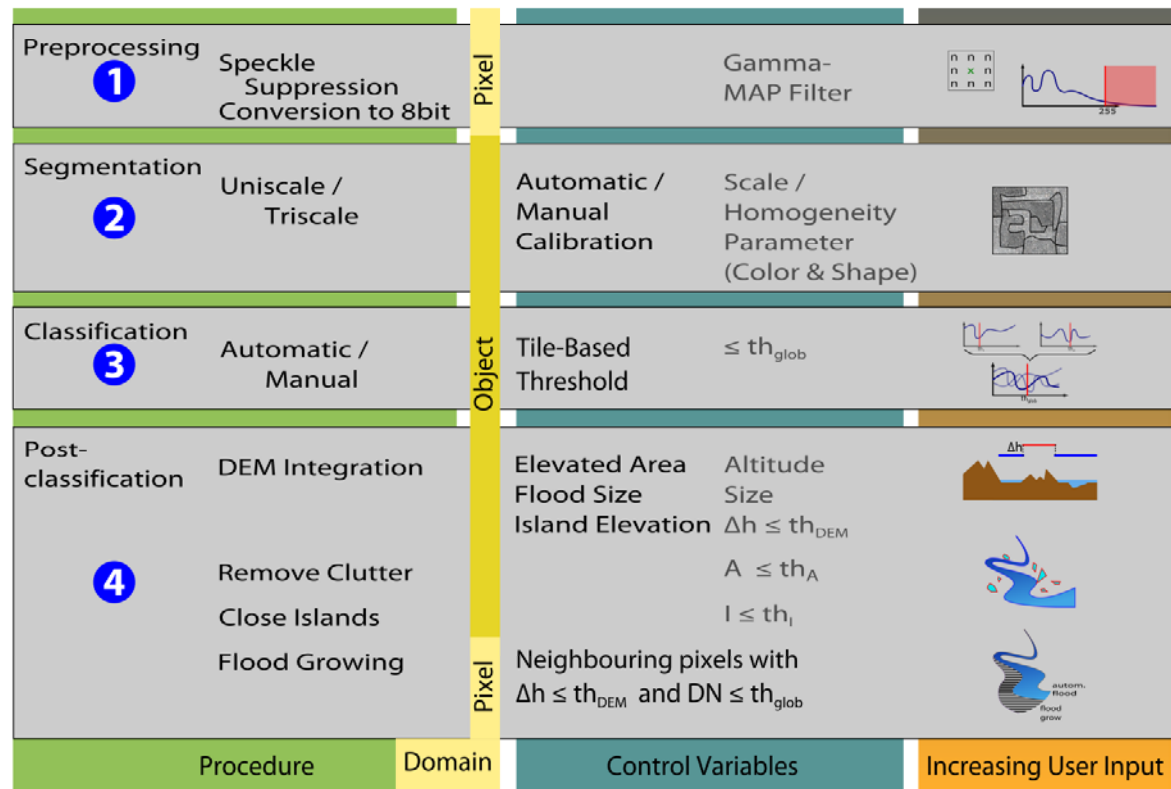 Preprocessing
1
Speckle
Suppression
Conversion to 8bit
Pixel
Gamma-
MAP Filter
n n n
n x n
n n n
255
Segmentation
2
Uniscale /
Triscale
Automatic /
Manual
Calibration
Scale /
Homogeneity
Parameter
(Color & Shape)
Object
Classification
3
Automatic /
Manual
Tile-Based
Threshold
≤ th_glob
Post-
classification
4
DEM Integration
Remove Clutter
Close Islands
Flood Growing
Elevated Area
Flood Size
Island Elevation
Altitude
Size
Δh ≤ th_DEM
A ≤ th_A
I ≤ th_I
Δh
Pixel
Neighbouring pixels with
Δh ≤ th_DEM and DN ≤ th_glob
autom.
flood
flood
grow
Procedure
Domain
Control Variables
Increasing User Input